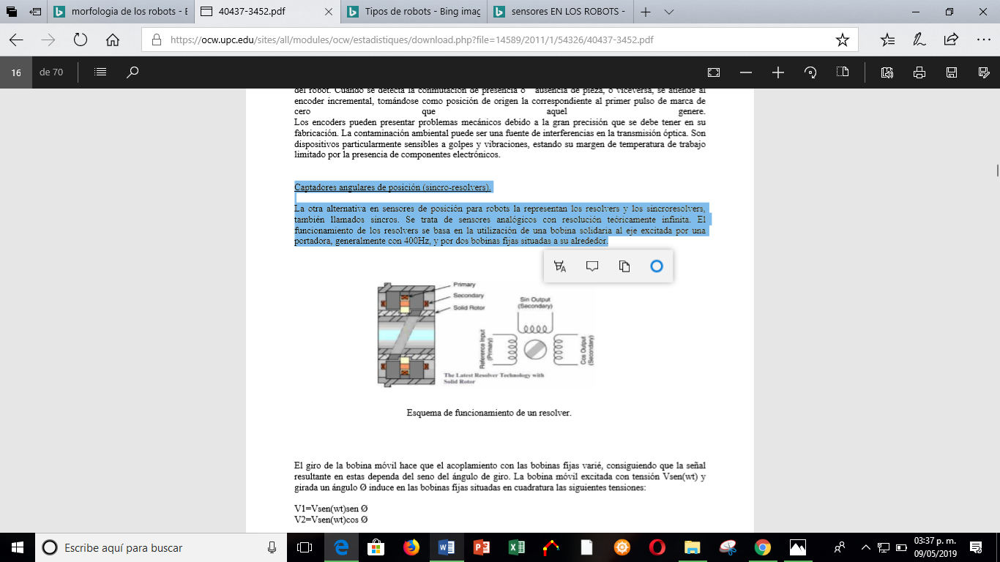 morfologia de los robots - E
40437-3452.pdf
Tipos de robots - Bing imag
sensores EN LOS ROBOTS -
https://ocw.upc.edu/sites/all/modules/ocw/estadistiques/download.php?file=14589/2011/1/54326/40437-3452.pdf
16 de 70
del robot. Cuando se detecta la conmutación de presencia o ausencia de pieza, o viceversa, se atiende al
encoder incremental, tomándose como posición de origen la correspondiente al primer pulso de marca de
cero que aquel genere.
Los encoders pueden presentar problemas mecánicos debido a la gran precisión que se debe tener en su
fabricación. La contaminación ambiental puede ser una fuente de interferencias en la transmisión óptica. Son
dispositivos particularmente sensibles a golpes y vibraciones, estando su margen de temperatura de trabajo
limitado por la presencia de componentes electrónicos.
Captadores angulares de posición (sincro-resolvers).
La otra alternativa en sensores de posición para robots la representan los resolvers y los sincroresolvers,
también llamados sincros. Se trata de sensores analógicos con resolución teóricamente infinita. El
funcionamiento de los resolvers se basa en la utilización de una bobina solidaria al eje excitada por una
portadora, generalmente con 400Hz, y por dos bobinas fijas situadas a su alrededor.
Primary
Secondary
Solid Rotor
Sin Output
(Secondary)
Reference Input
(Primary)
Cos Output
(Secondary)
The Latest Resolver Technology with
Solid Rotor
Esquema de funcionamiento de un resolver.
El giro de la bobina móvil hace que el acoplamiento con las bobinas fijas varié, consiguiendo que la señal
resultante en estas dependa del seno del ángulo de giro. La bobina móvil excitada con tensión Vsen(wt) y
girada un ángulo Ø induce en las bobinas fijas situadas en cuadratura las siguientes tensiones:
V1=Vsen(wt)sen Ø
V2=Vsen(wt)cos Ø
Escribe aquí para buscar
03:37 p. m.
09/05/2019